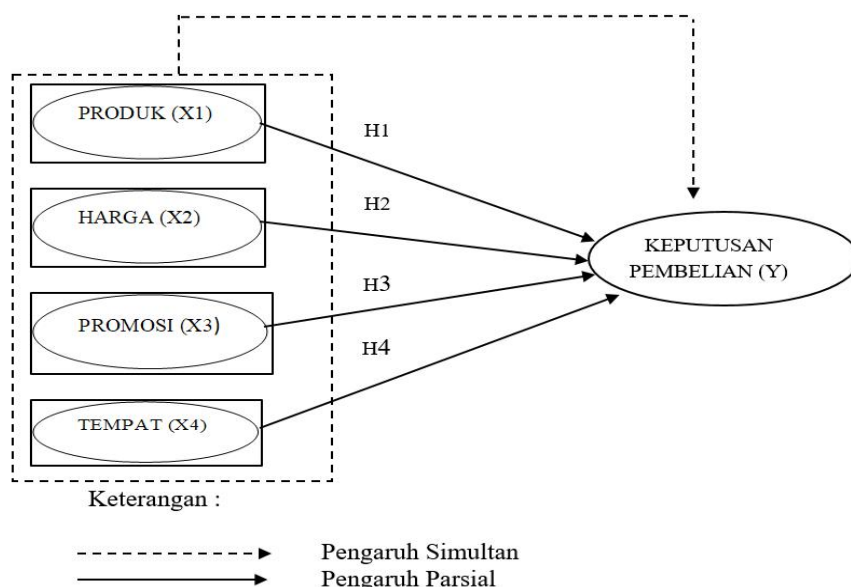 PRODUK (X1)
H1
HARGA (X2)
H2
KEPUTUSAN
PEMBELIAN (Y)
H3
PROMOSI (X3)
H4
TEMPAT (X4)
Keterangan :
Pengaruh Simultan
Pengaruh Parsial